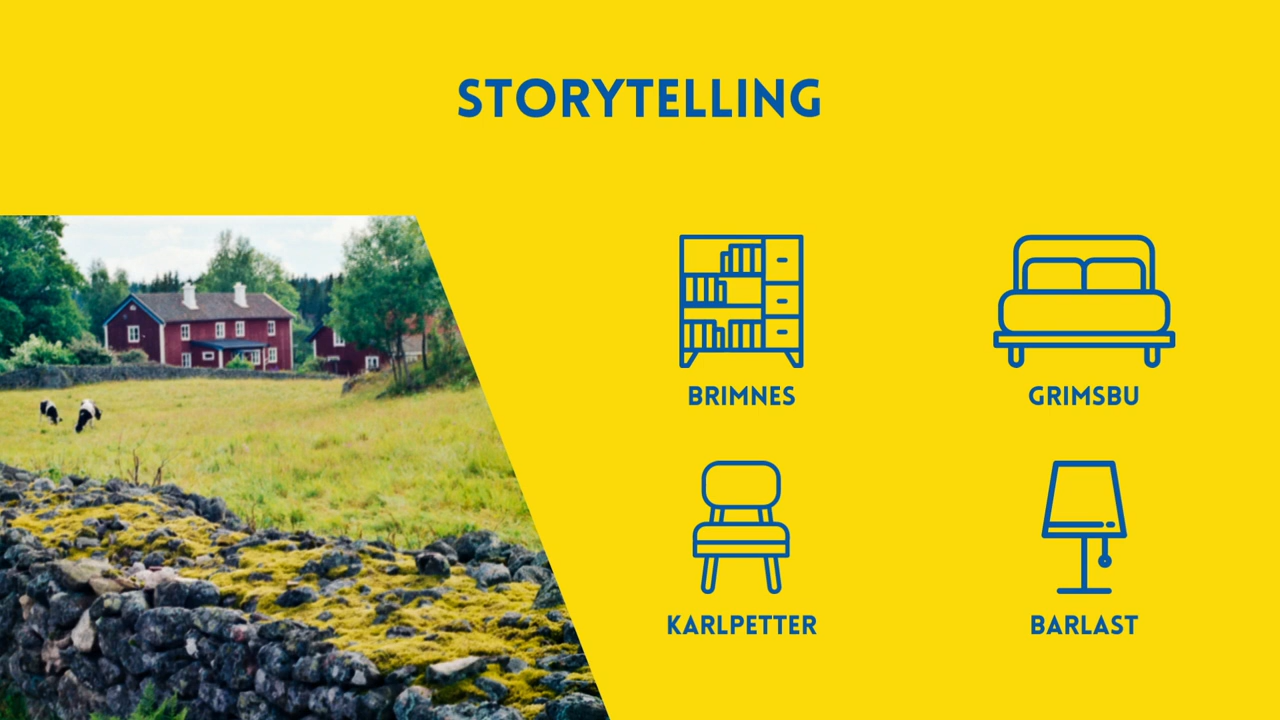 STORYTELLING
BRIMNES
GRIMSBU
KARLPETTER
BARLAST